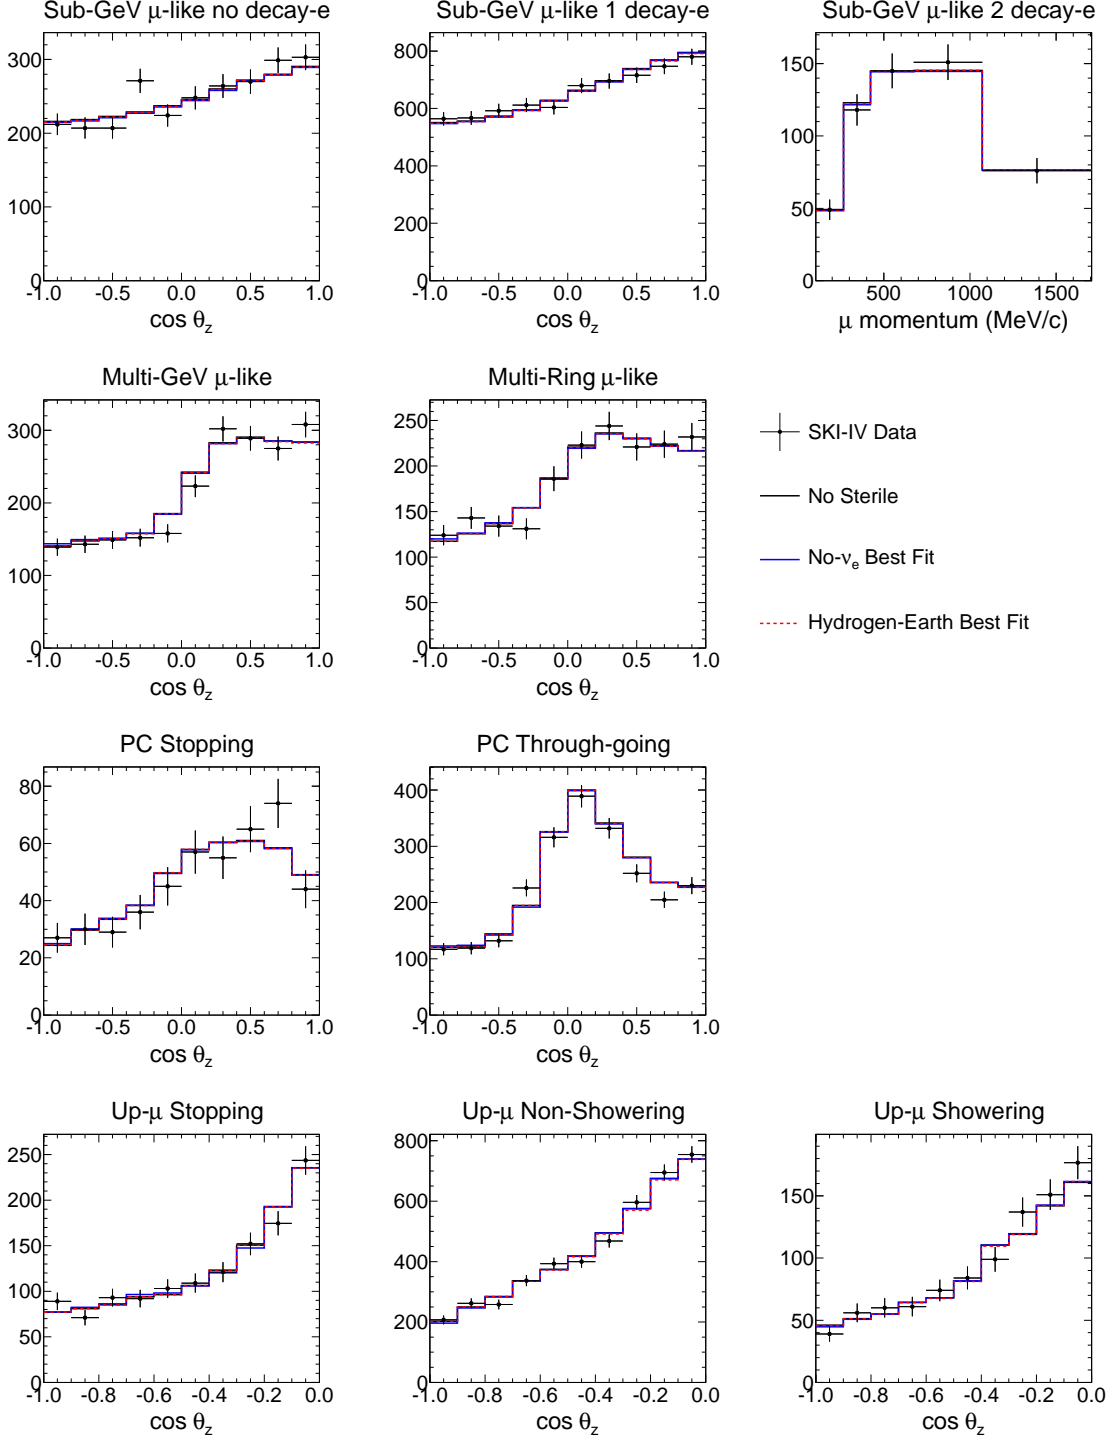 Sub-GeV μ-like no decay-e
Sub-GeV μ-like 1 decay-e
Sub-GeV μ-like 2 decay-e
300
200
100
0
-1.0 -0.5 0.0 0.5 1.0
cos θz
800
600
400
200
0
-1.0 -0.5 0.0 0.5 1.0
cos θz
150
100
50
0
500 1000 1500
μ momentum (MeV/c)
Multi-GeV μ-like
300
200
100
0
-1.0 -0.5 0.0 0.5 1.0
cos θz
Multi-Ring μ-like
250
200
150
100
50
0
-1.0 -0.5 0.0 0.5 1.0
cos θz
SKI-IV Data
No Sterile
No-νe Best Fit
Hydrogen-Earth Best Fit
PC Stopping
80
60
40
20
0
-1.0 -0.5 0.0 0.5 1.0
cos θz
PC Through-going
400
300
200
100
0
-1.0 -0.5 0.0 0.5 1.0
cos θz
Up-μ Stopping
250
200
150
100
50
0
-1.0 -0.8 -0.6 -0.4 -0.2 0.0
cos θz
Up-μ Non-Showering
800
600
400
200
0
-1.0 -0.8 -0.6 -0.4 -0.2 0.0
cos θz
Up-μ Showering
150
100
50
0
-1.0 -0.8 -0.6 -0.4 -0.2 0.0
cos θz